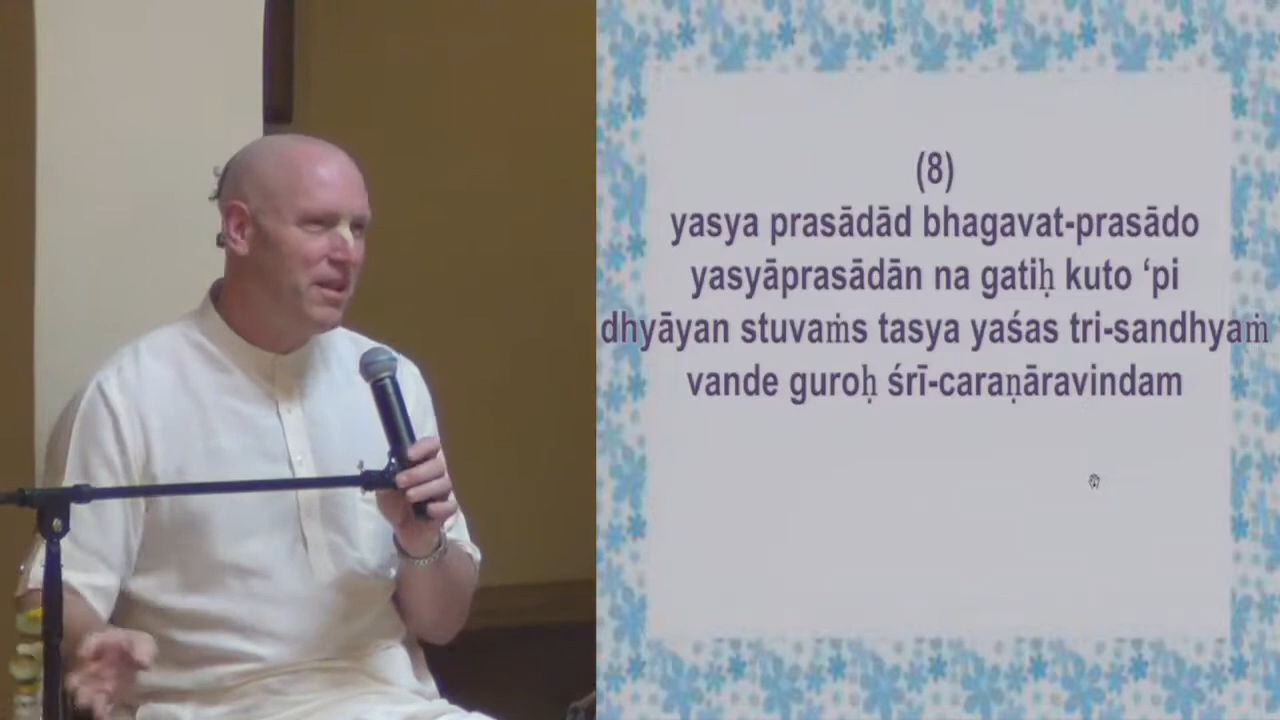 (8)
yasya prasādād bhagavat-prasādo
yasyāprasādān na gatiḥ kuto ‘pi
dhyāyan stuvaṁs tasya yaśas tri-sandhyaṁ
vande guroḥ śrī-caraṇāravindam